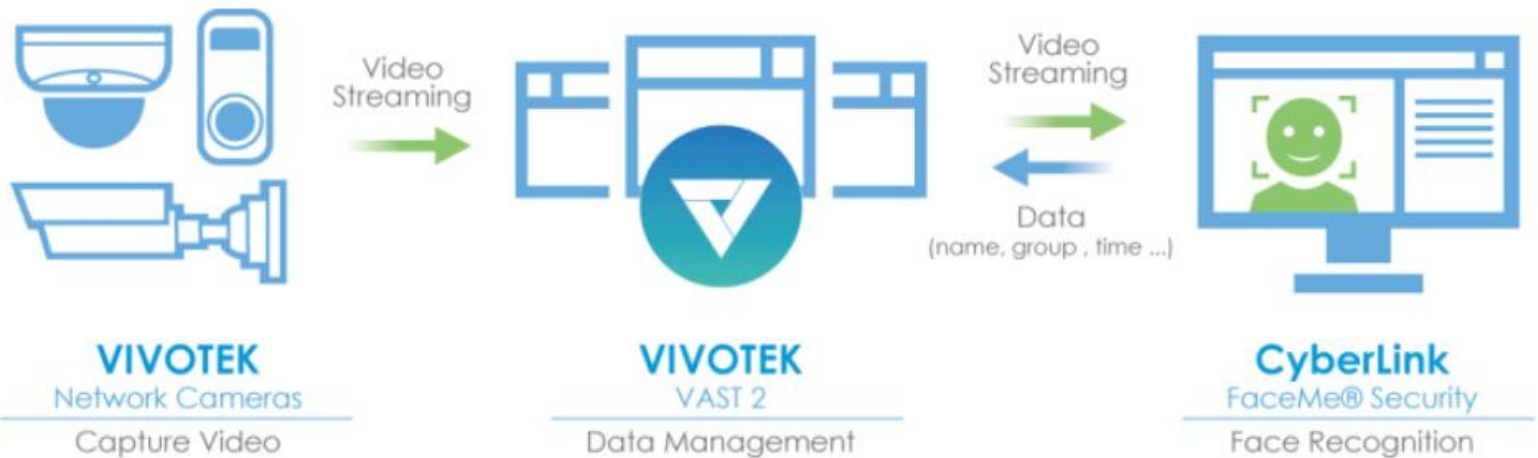 Video
Streaming
Video
Streaming
Data
(name, group , time ...)
VIVOTEK
Network Cameras
Capture Video
VIVOTEK
VAST 2
Data Management
CyberLink
FaceMe® Security
Face Recognition